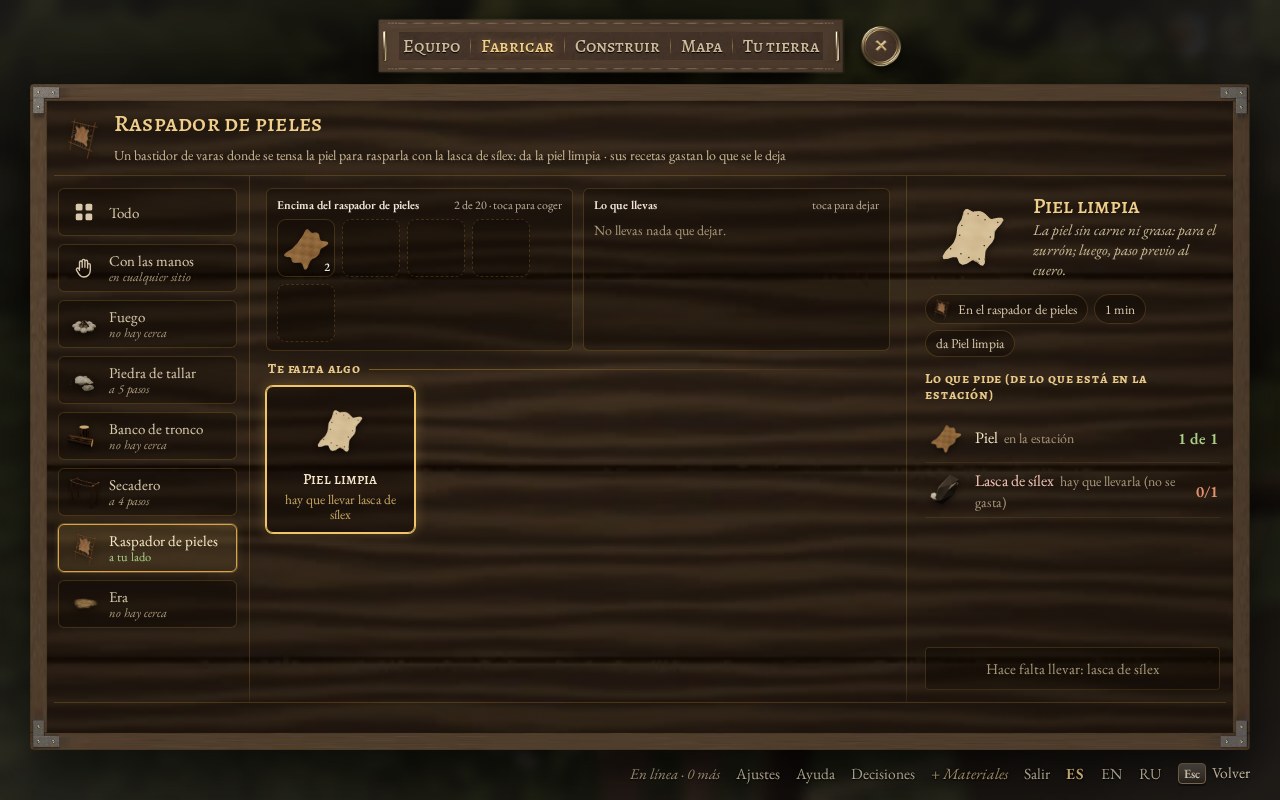 Equipo Fabricar Construir Mapa Tu tierra
Raspador de pieles
Un bastidor de varas donde se tensa la piel para rasparla con la lasca de sílex: da la piel limpia · sus recetas gastan lo que se le deja
Todo
Con las manos
en cualquier sitio
Fuego
no hay cerca
Piedra de tallar
a 5 pasos
Banco de tronco
no hay cerca
Secadero
a 4 pasos
Raspador de pieles
a tu lado
Era
no hay cerca
Encima del raspador de pieles 2 de 20 · toca para coger
2
Lo que llevas toca para dejar
No llevas nada que dejar.
Te falta algo
Piel limpia
hay que llevar lasca de
sílex
Piel limpia
La piel sin carne ni grasa: para el
zurrón; luego, paso previo al
cuero.
En el raspador de pieles 1 min
da Piel limpia
Lo que pide (de lo que está en la
estación)
Piel en la estación 1 de 1
Lasca de sílex hay que llevarla (no se
gasta) 0/1
Hace falta llevar: lasca de sílex
En línea · 0 más Ajustes Ayuda Decisiones + Materiales Salir ES EN RU Esc Volver